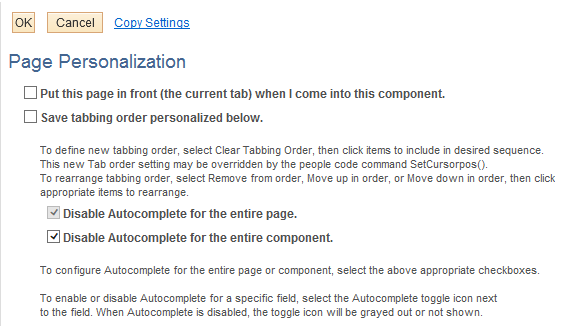 OK Cancel Copy Settings
Page Personalization
Put this page in front (the current tab) when I come into this component.
Save tabbing order personalized below.
To define new tabbing order, select Clear Tabbing Order, then click items to include in desired sequence.
This new Tab order setting may be overridden by the people code command SetCursorpos().
To rearrange tabbing order, select Remove from order, Move up in order, or Move down in order, then click
appropriate items to rearrange.
Disable Autocomplete for the entire page.
Disable Autocomplete for the entire component.
To configure Autocomplete for the entire page or component, select the above appropriate checkboxes.
To enable or disable Autocomplete for a specific field, select the Autocomplete toggle icon next
to the field. When Autocomplete is disabled, the toggle icon will be grayed out or not shown.